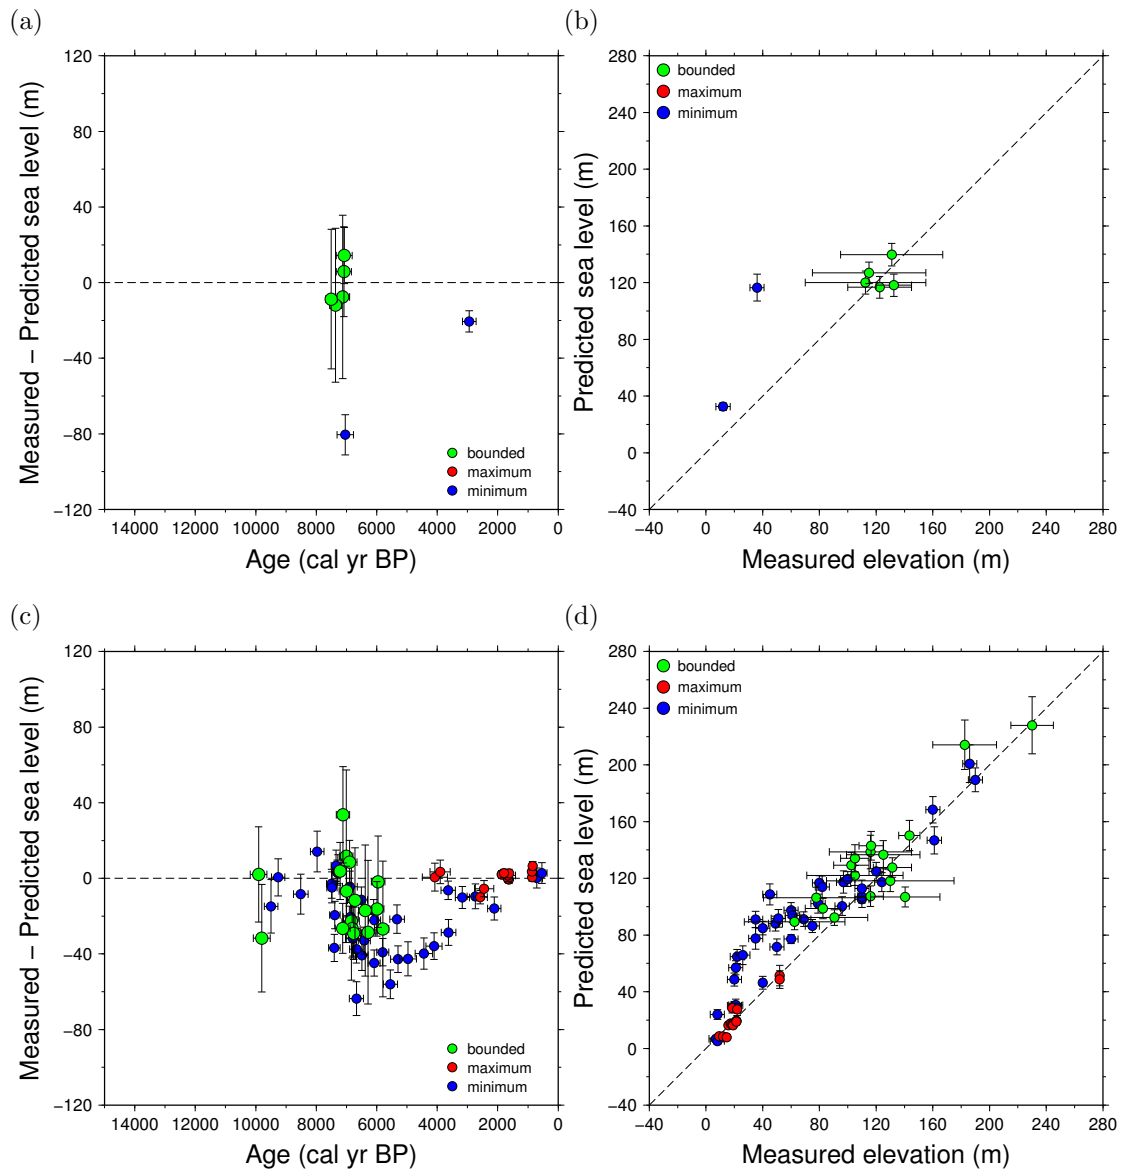 (a)
(b)
120
80
40
0
−40
−80
−120
Measured − Predicted sea level (m)
bounded
maximum
minimum
14000 12000 10000 8000 6000 4000 2000 0
Age (cal yr BP)
280
240
200
160
120
80
40
0
−40
Predicted sea level (m)
bounded
maximum
minimum
−40 0 40 80 120 160 200 240 280
Measured elevation (m)
(c)
(d)
120
80
40
0
−40
−80
−120
Measured − Predicted sea level (m)
bounded
maximum
minimum
14000 12000 10000 8000 6000 4000 2000 0
Age (cal yr BP)
280
240
200
160
120
80
40
0
−40
Predicted sea level (m)
bounded
maximum
minimum
−40 0 40 80 120 160 200 240 280
Measured elevation (m)